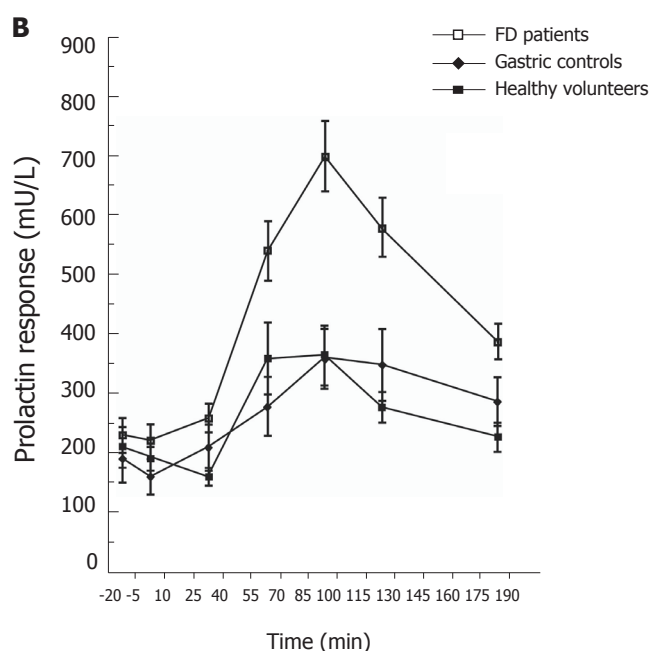 B
FD patients
Gastric controls
Healthy volunteers
900
800
700
600
500
400
300
200
100
0
Prolactin response (mU/L)
-20 -5 10 25 40 55 70 85 100 115 130 145 160 175 190
Time (min)